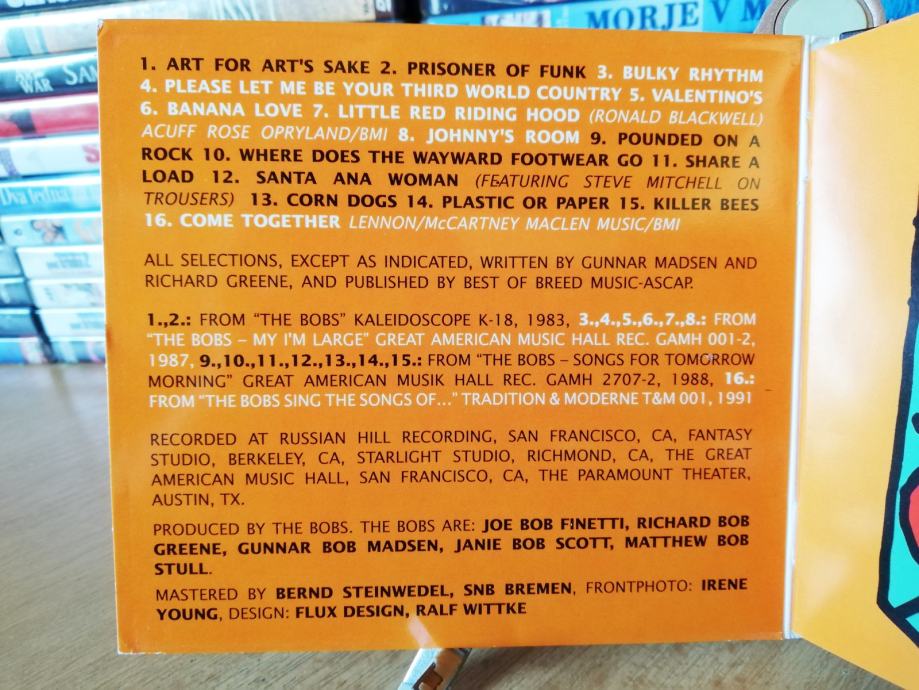 MORJE V M
WAR SAN
1. ART FOR ART'S SAKE 2. PRISONER OF FUNK 3. BULKY RHYTHM
4. PLEASE LET ME BE YOUR THIRD WORLD COUNTRY 5. VALENTINO'S
6. BANANA LOVE 7. LITTLE RED RIDING HOOD (RONALD BLACKWELL)
ACUFF ROSE OPRYLAND/BMI 8. JOHNNY'S ROOM 9. POUNDED ON A
ROCK 10. WHERE DOES THE WAYWARD FOOTWEAR GO 11. SHARE A
LOAD 12. SANTA ANA WOMAN (FEATURING STEVE MITCHELL ON
TROUSERS) 13. CORN DOGS 14. PLASTIC OR PAPER 15. KILLER BEES
16. COME TOGETHER LENNON/McCARTNEY MACLEN MUSIC/BMI
ALL SELECTIONS, EXCEPT AS INDICATED, WRITTEN BY GUNNAR MADSEN AND
RICHARD GREENE, AND PUBLISHED BY BEST OF BREED MUSIC-ASCAP.
1.,2.: FROM “THE BOBS” KALEIDOSCOPE K-18, 1983, 3.,4.,5.,6.,7.,8.: FROM
“THE BOBS – MY I'M LARGE” GREAT AMERICAN MUSIC HALL REC. GAMH 001-2,
1987, 9.,10.,11.,12.,13.,14.,15.: FROM “THE BOBS – SONGS FOR TOMORROW
MORNING” GREAT AMERICAN MUSIK HALL REC. GAMH 2707-2, 1988, 16.:
FROM “THE BOBS SING THE SONGS OF...” TRADITION & MODERNE T&M 001, 1991
RECORDED AT RUSSIAN HILL RECORDING, SAN FRANCISCO, CA, FANTASY
STUDIO, BERKELEY, CA, STARLIGHT STUDIO, RICHMOND, CA, THE GREAT
AMERICAN MUSIC HALL, SAN FRANCISCO, CA, THE PARAMOUNT THEATER,
AUSTIN, TX.
PRODUCED BY THE BOBS. THE BOBS ARE: JOE BOB FINETTI, RICHARD BOB
GREENE, GUNNAR BOB MADSEN, JANIE BOB SCOTT, MATTHEW BOB
STULL.
MASTERED BY BERND STEINWEDEL, SNB BREMEN, FRONTPHOTO: IRENE
YOUNG, DESIGN: FLUX DESIGN, RALF WITTKE